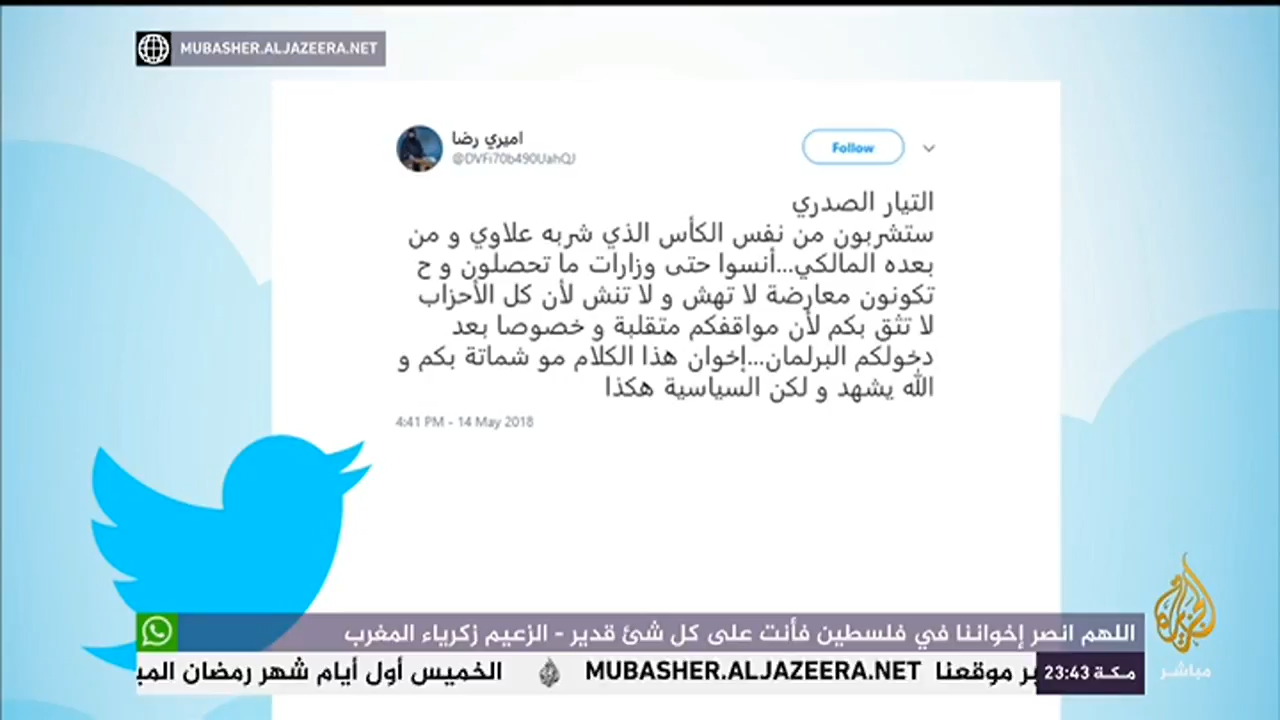 MUBASHER.ALJAZEERA.NET
اميري رضا
@DVFi70b490UahQJ
Follow
التيار الصدري
ستشربون من نفس الكأس الذي شربه علاوي و من
بعده المالكي...أنسوا حتى وزارات ما تحصلون و ح
تكونون معارضة لا تهش و لا تنش لأن كل الأحزاب
لا تثق بكم لأن مواقفكم متقلبة و خصوصا بعد
دخولكم البرلمان...إخوان هذا الكلام مو شماتة بكم و
الله يشهد و لكن السياسية هكذا
4:41 PM - 14 May 2018
اللهم انصر إخواننا في فلسطين فأنت على كل شئ قدير - الزعيم زكرياء المغرب
مكة 23:43
بر موقعنا MUBASHER.ALJAZEERA.NET الخميس أول أيام شهر رمضان المب
الجزيرة
مباشر